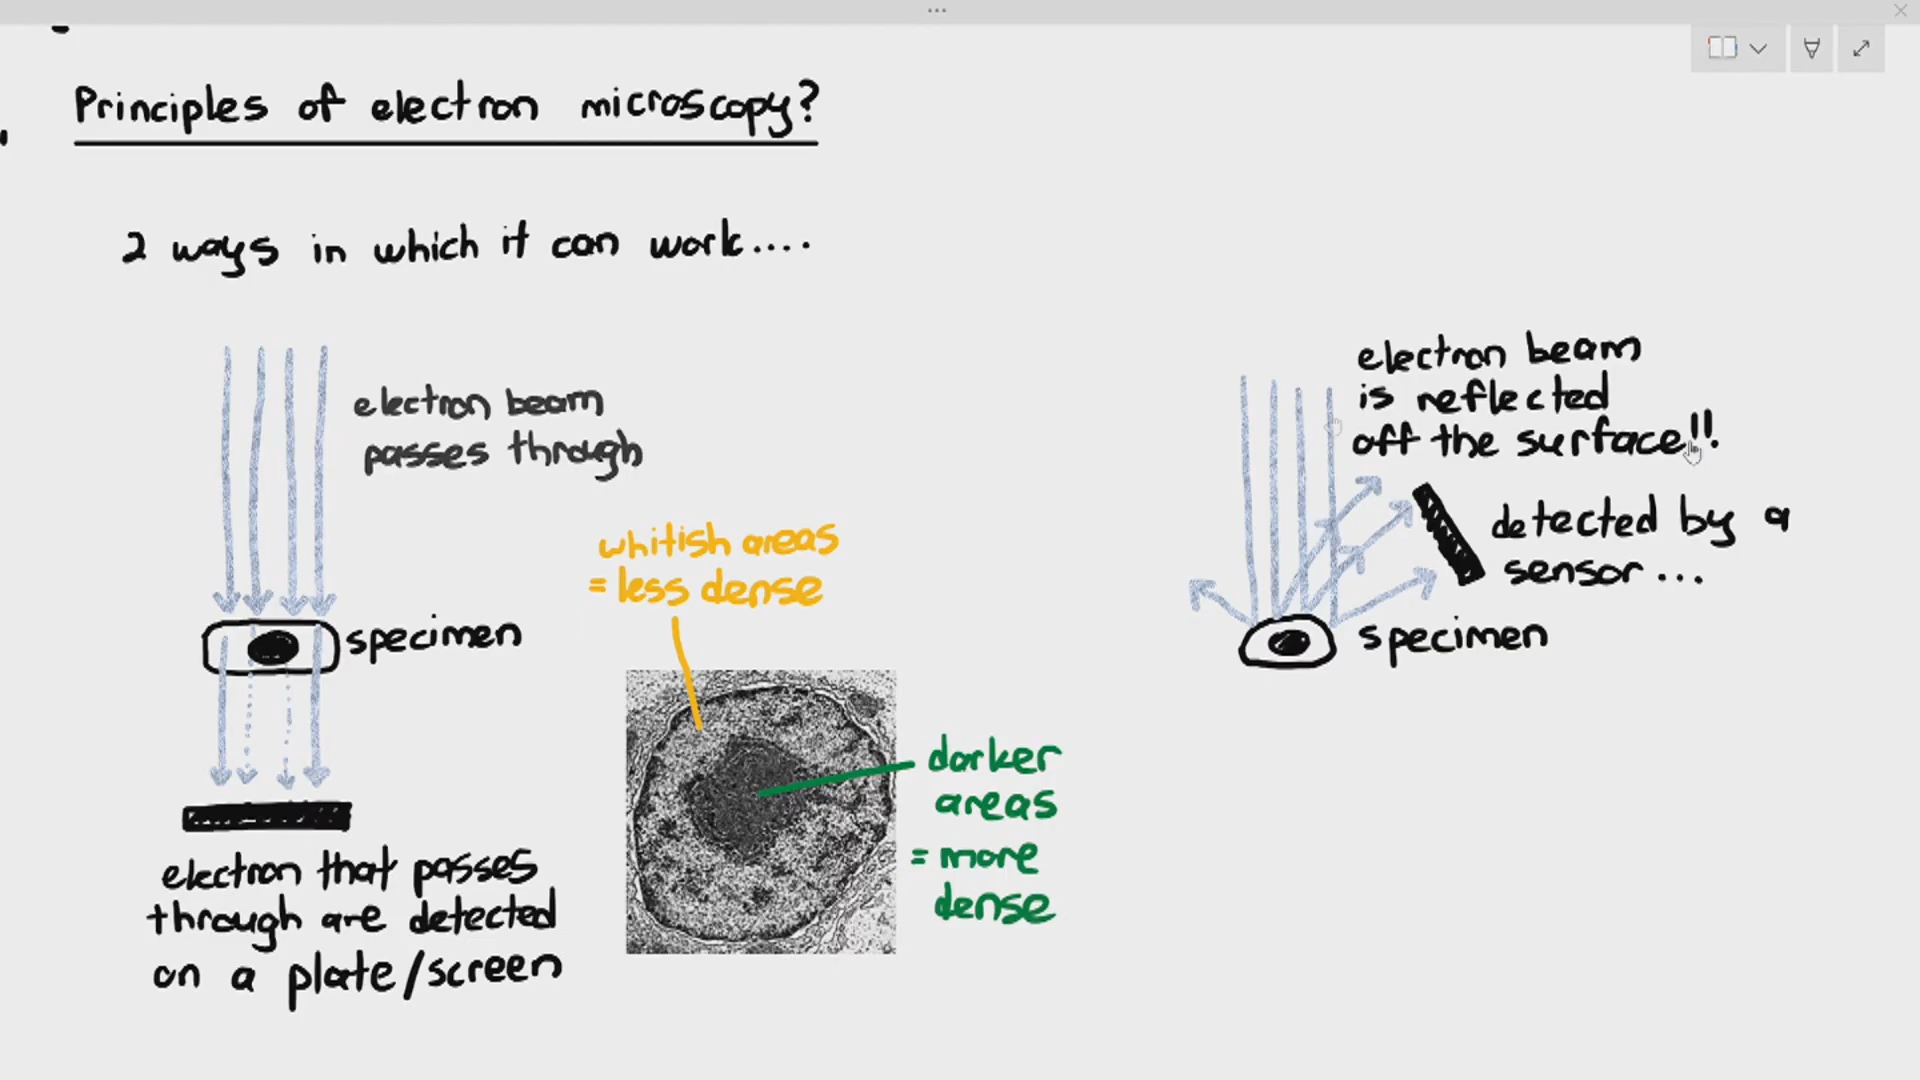 Principles of electron microscopy?
2 ways in which it can work....
electron beam
passes through
specimen
electron that passes
through are detected
on a plate/screen
whitish areas
= less dense
darker
areas
= more
dense
electron beam
is reflected
off the surface!!
detected by a
sensor...
specimen